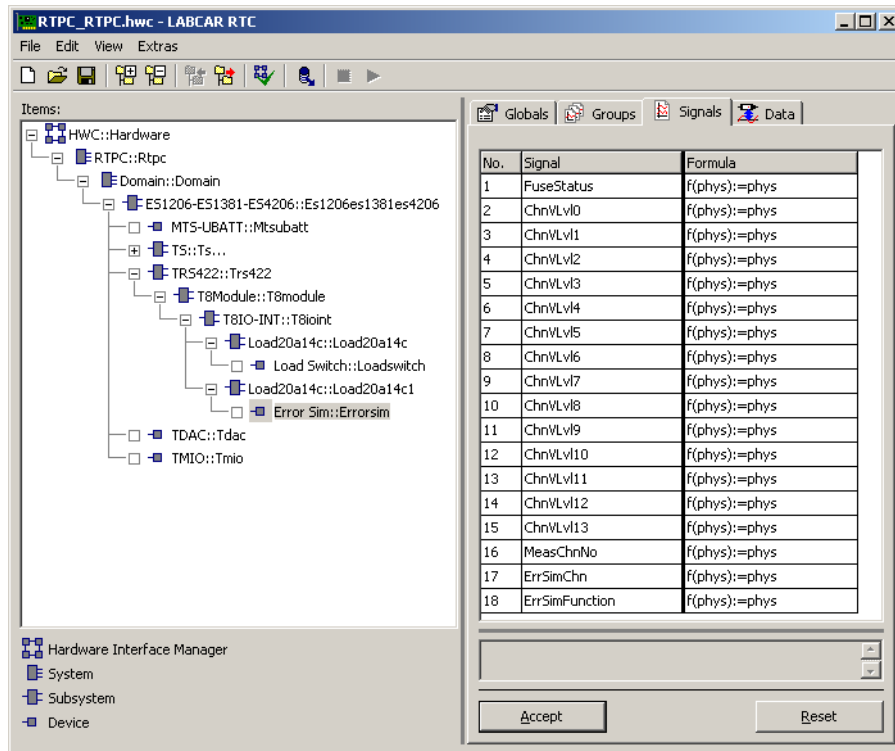 RTPC_RTPC.hwc - LABCAR RTC
File Edit View Extras
Items:
HWC::Hardware
RTPC::Rtpc
Domain::Domain
ES1206-ES1381-ES4206::Es1206es1381es4206
MTS-UBATT::Mtsubatt
TS::Ts...
TRS422::Trs422
T8Module::T8module
T8IO-INT::T8ioint
Load20a14c::Load20a14c
Load Switch::Loadswitch
Load20a14c::Load20a14c1
Error Sim::Errorsim
TDAC::Tdac
TMIO::Tmio
Hardware Interface Manager
System
Subsystem
Device
Globals Groups Signals Data
No. Signal Formula
1 FuseStatus f(phys):=phys
2 ChnVLvl0 f(phys):=phys
3 ChnVLvl1 f(phys):=phys
4 ChnVLvl2 f(phys):=phys
5 ChnVLvl3 f(phys):=phys
6 ChnVLvl4 f(phys):=phys
7 ChnVLvl5 f(phys):=phys
8 ChnVLvl6 f(phys):=phys
9 ChnVLvl7 f(phys):=phys
10 ChnVLvl8 f(phys):=phys
11 ChnVLvl9 f(phys):=phys
12 ChnVLvl10 f(phys):=phys
13 ChnVLvl11 f(phys):=phys
14 ChnVLvl12 f(phys):=phys
15 ChnVLvl13 f(phys):=phys
16 MeasChnNo f(phys):=phys
17 ErrSimChn f(phys):=phys
18 ErrSimFunction f(phys):=phys
Accept Reset